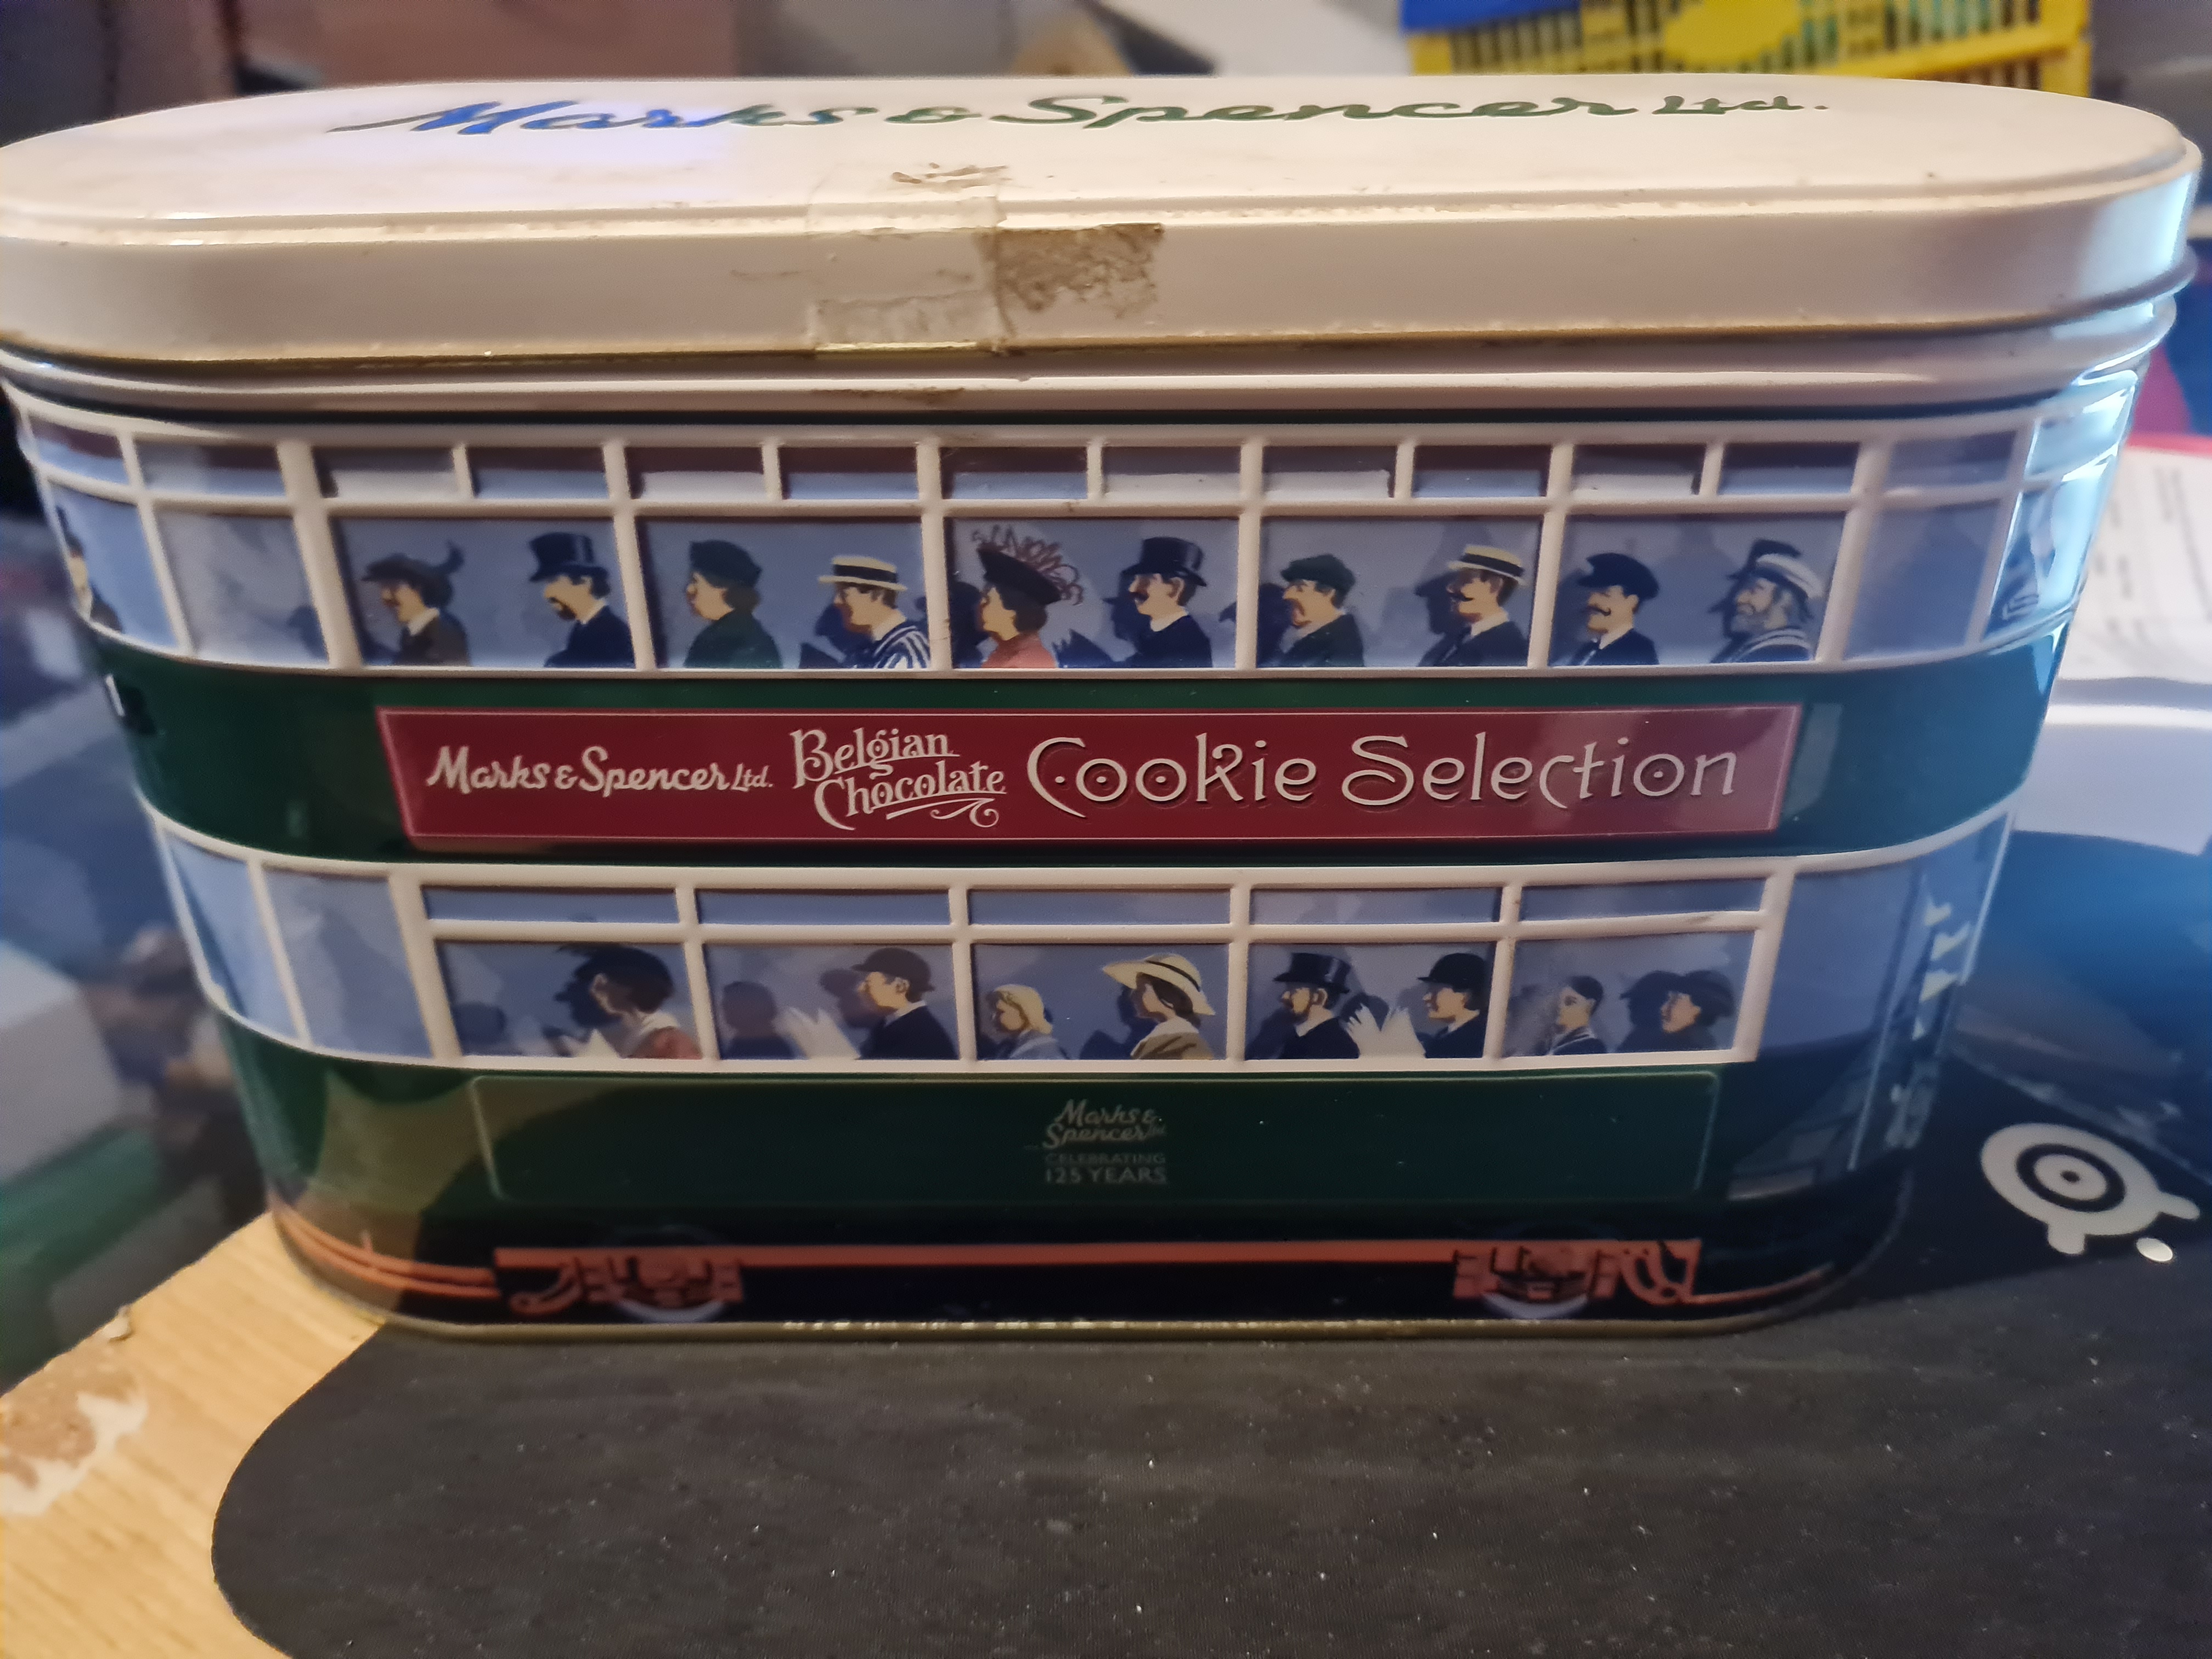 Marks & Spencer Ltd.
Marks & Spencer Ltd. Belgian Chocolate Cookie Selection
Marks &
Spencer Ltd
CELEBRATING
125 YEARS